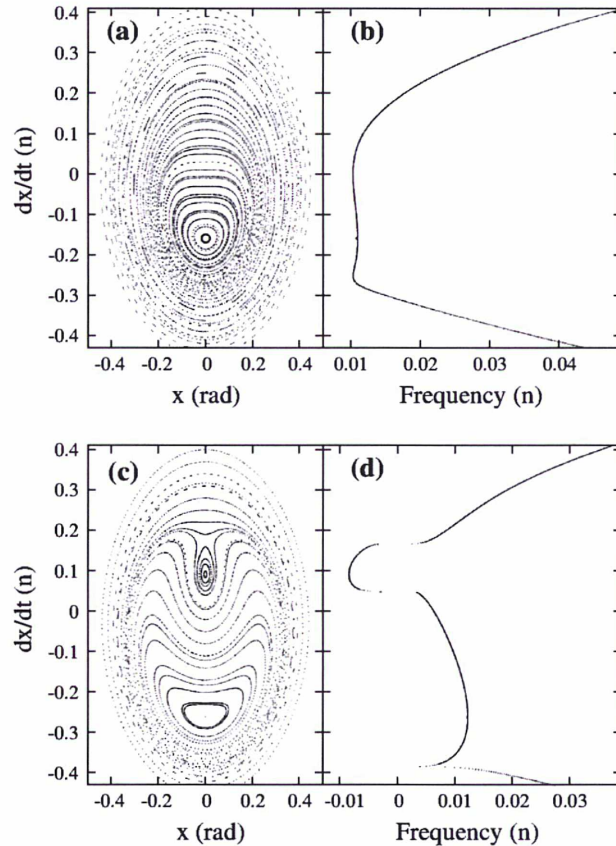 (a)
(b)
dx/dt (n)
0.4
0.3
0.2
0.1
0
-0.1
-0.2
-0.3
-0.4
-0.4 -0.2 0 0.2 0.4
0.01 0.02 0.03 0.04
x (rad)
Frequency (n)
(c)
(d)
dx/dt (n)
0.4
0.3
0.2
0.1
0
-0.1
-0.2
-0.3
-0.4
-0.4 -0.2 0 0.2 0.4
-0.01 0 0.01 0.02 0.03
x (rad)
Frequency (n)